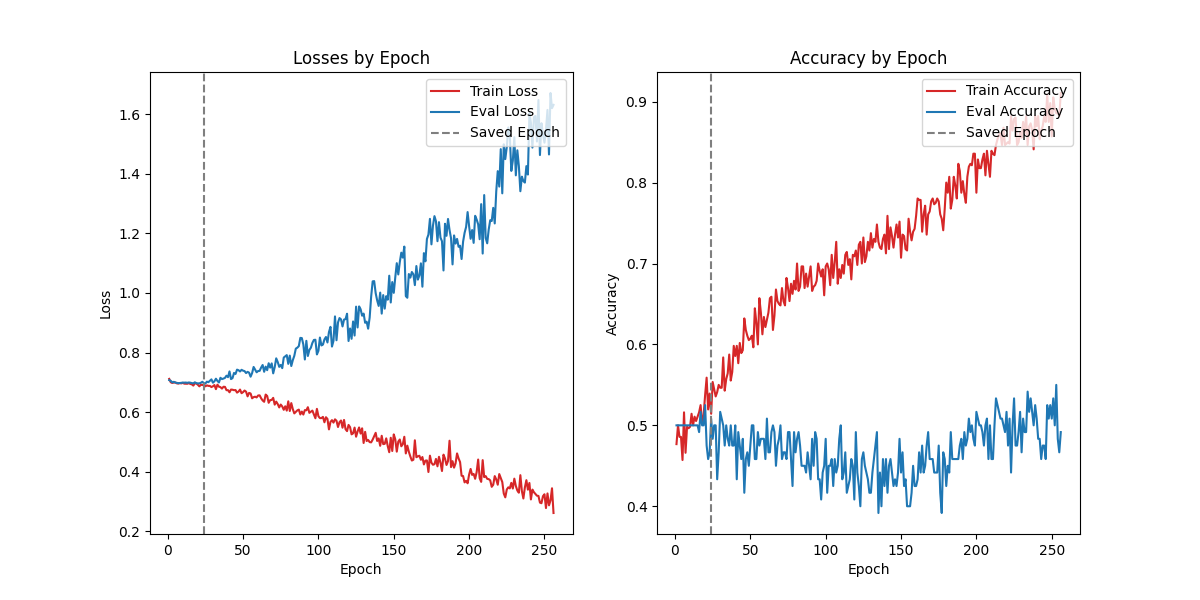 Losses by Epoch
Train Loss
Eval Loss
Saved Epoch
1.6
1.4
1.2
1.0
0.8
0.6
0.4
0.2
Loss
0
50
100
150
200
250
Epoch
Accuracy by Epoch
Train Accuracy
Eval Accuracy
Saved Epoch
0.9
0.8
0.7
0.6
0.5
0.4
Accuracy
0
50
100
150
200
250
Epoch